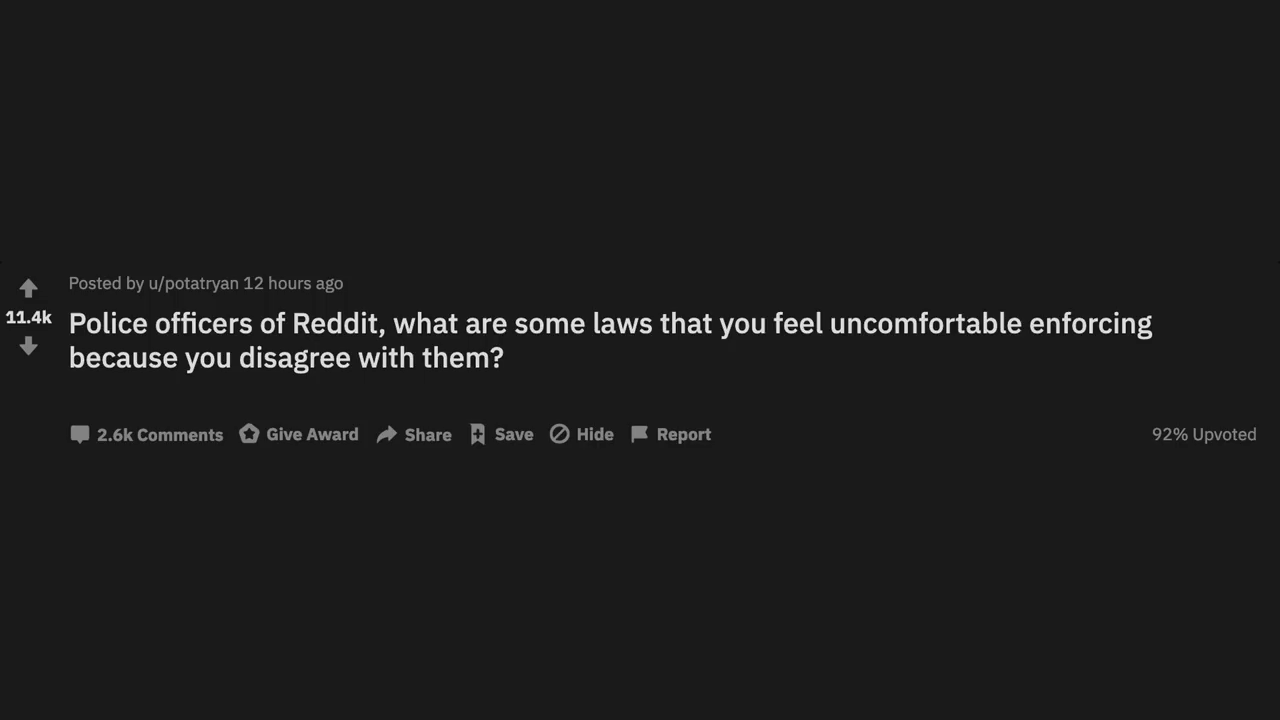 Posted by u/potatryan 12 hours ago
11.4k
Police officers of Reddit, what are some laws that you feel uncomfortable enforcing
because you disagree with them?
2.6k Comments Give Award Share Save Hide Report 92% Upvoted